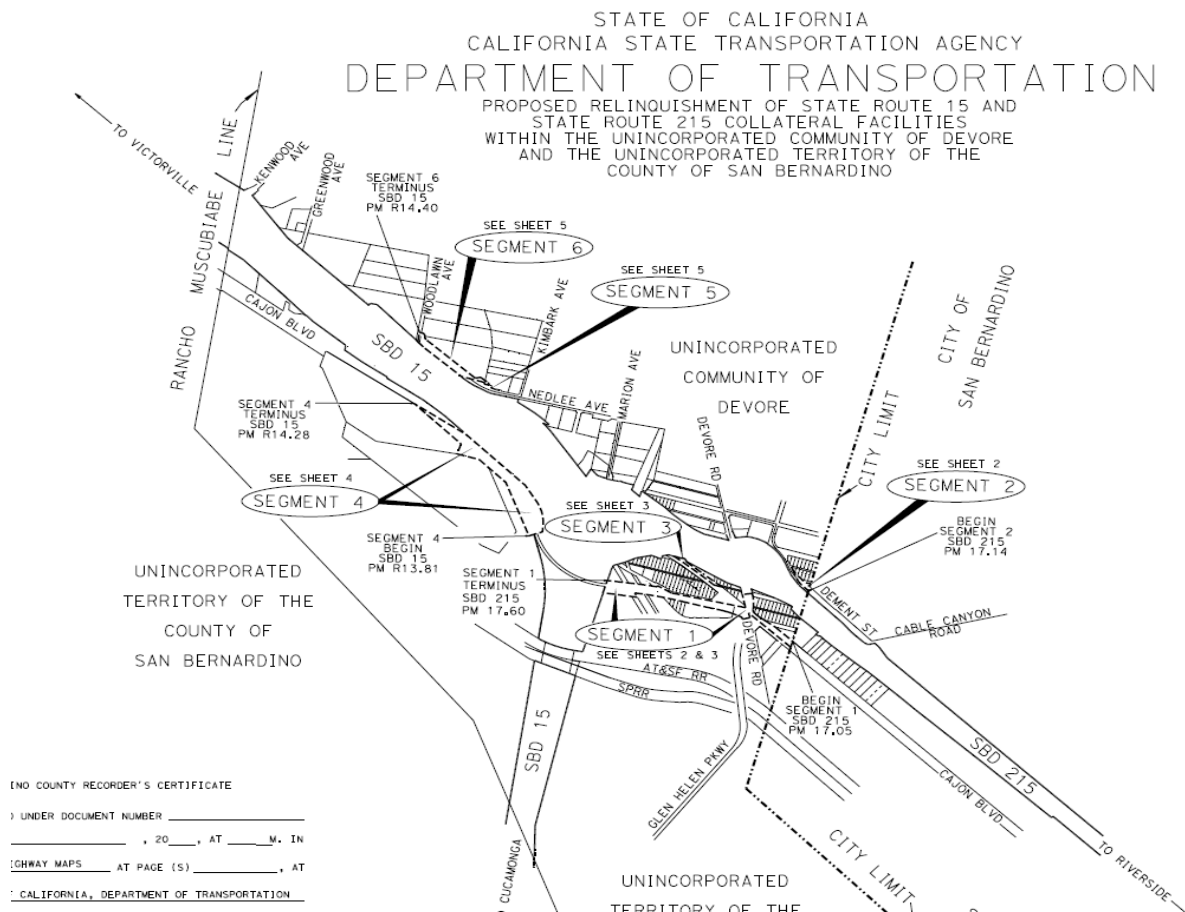 STATE OF CALIFORNIA
CALIFORNIA STATE TRANSPORTATION AGENCY
DEPARTMENT OF TRANSPORTATION
PROPOSED RELINQUISHMENT OF STATE ROUTE 15 AND
STATE ROUTE 215 COLLATERAL FACILITIES
WITHIN THE UNINCORPORATED COMMUNITY OF DEVORE
AND THE UNINCORPORATED TERRITORY OF THE
COUNTY OF SAN BERNARDINO
TO VICTORVILLE
RANCHO MUSCUBIABE LINE
KENWOOD
AVE
GREENWOOD
AVE
SEGMENT 6
TERMINUS
SBD 15
PM R14.40
SEE SHEET 5
SEGMENT 6
SEE SHEET 5
SEGMENT 5
WOODLAWN
AVE
KIMBARK AVE
CAJON BLVD
SBD 15
NEDLEE AVE
MARION AVE
UNINCORPORATED
COMMUNITY OF
DEVORE
CITY OF
SAN BERNARDINO
CITY LIMIT
DEVORE RD
SEGMENT 4
TERMINUS
SBD 15
PM R14.28
SEE SHEET 4
SEGMENT 4
SEE SHEET 3
SEGMENT 3
SEE SHEET 2
SEGMENT 2
BEGIN
SEGMENT 2
SBD 215
PM 17.14
SEGMENT 4
BEGIN
SBD 15
PM R13.81
SEGMENT 1
TERMINUS
SBD 215
PM 17.60
UNINCORPORATED
TERRITORY OF THE
COUNTY OF
SAN BERNARDINO
DEMENT ST
CABLE CANYON
ROAD
SEGMENT 1
SEE SHEETS 2 & 3
DEVORE RD
AT&SF RR
SPRR
BEGIN
SEGMENT 1
SBD 215
PM 17.05
SBD 15
GLEN HELEN PKWY
SBD 215
CAJON BLVD
TO RIVERSIDE
CITY LIMIT
CUCAMONGA
UNINCORPORATED
TERRITORY OF THE
INO COUNTY RECORDER'S CERTIFICATE
UNDER DOCUMENT NUMBER
, 20 , AT M. IN
IGHWAY MAPS AT PAGE (S) , AT
CALIFORNIA, DEPARTMENT OF TRANSPORTATION